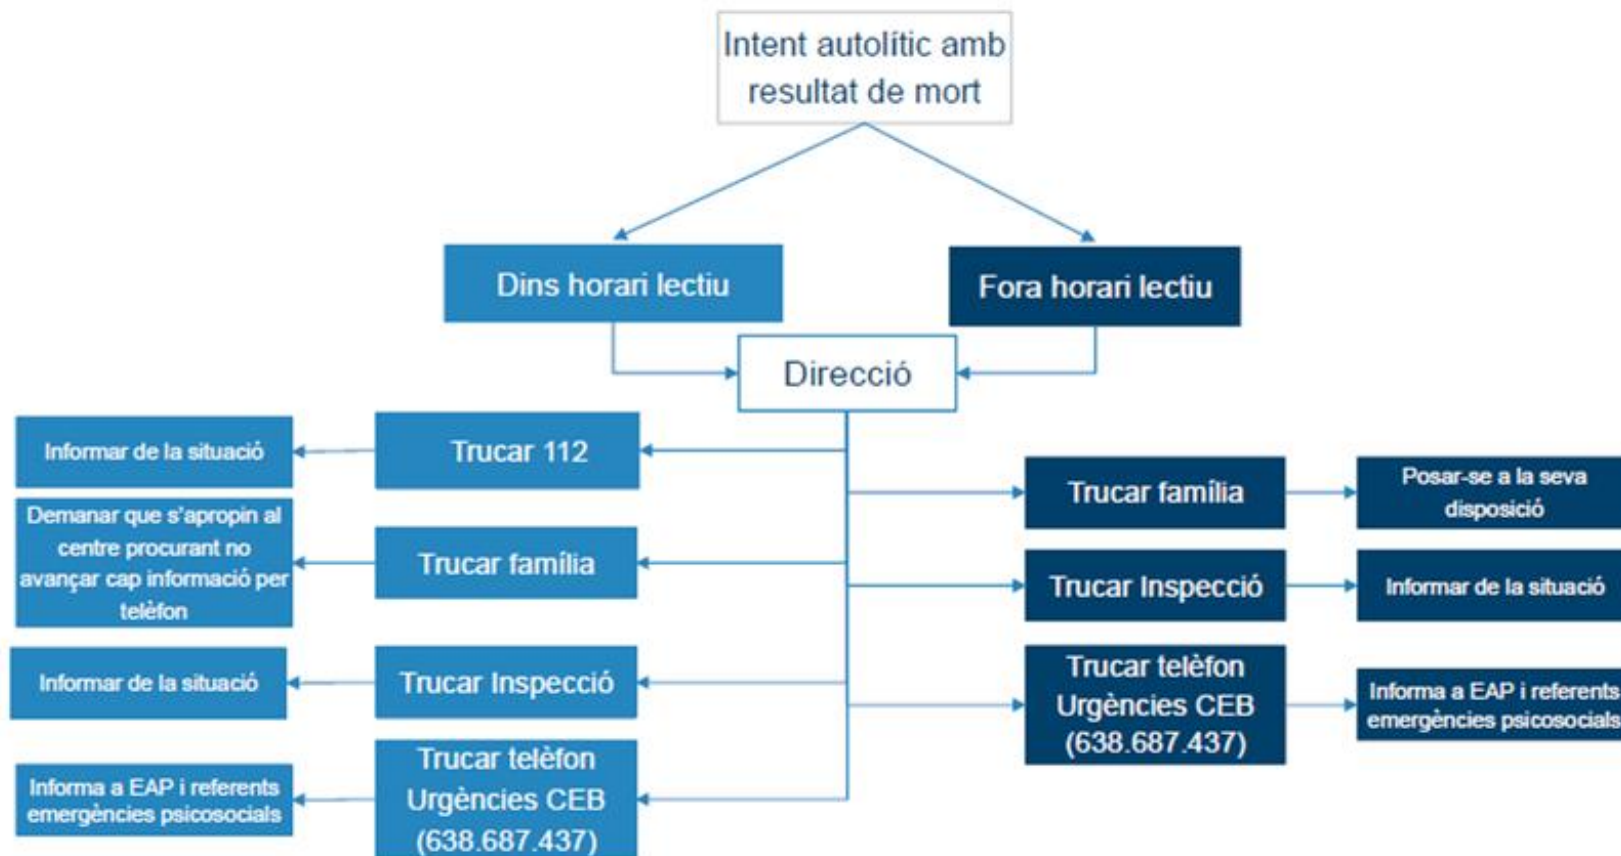 Intent autolític amb
resultat de mort
Dins horari lectiu
Fora horari lectiu
Direcció
Trucar 112
Informar de la situació
Trucar família
Demanar que s'apropin al
centre procurant no
avançar cap informació per
telèfon
Trucar Inspecció
Informar de la situació
Trucar telèfon
Urgències CEB
(638.687.437)
Informa a EAP i referents
emergències psicosocials
Trucar família
Posar-se a la seva
disposició
Trucar Inspecció
Informar de la situació
Trucar telèfon
Urgències CEB
(638.687.437)
Informa a EAP i referents
emergències psicosocials